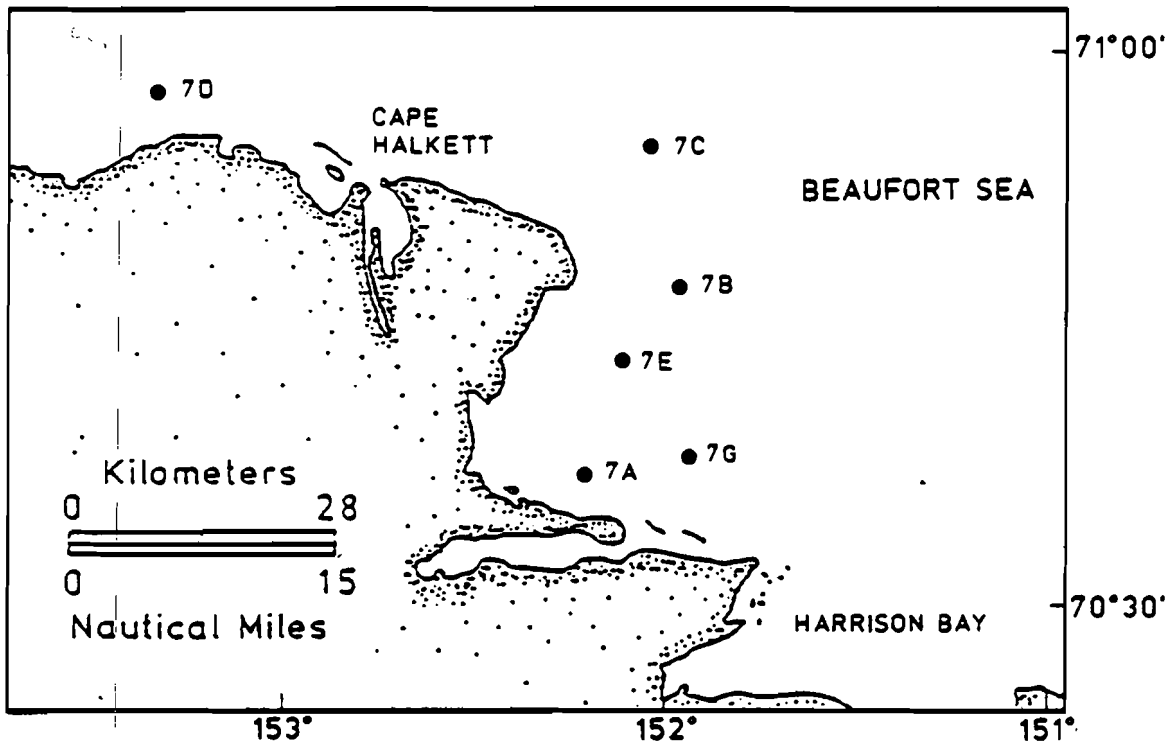 71°00'
7D
CAPE
HALKETT
7C
BEAUFORT SEA
7B
7E
7G
7A
Kilometers
0 28
0 15
Nautical Miles
70°30'
HARRISON BAY
153° 152° 151°